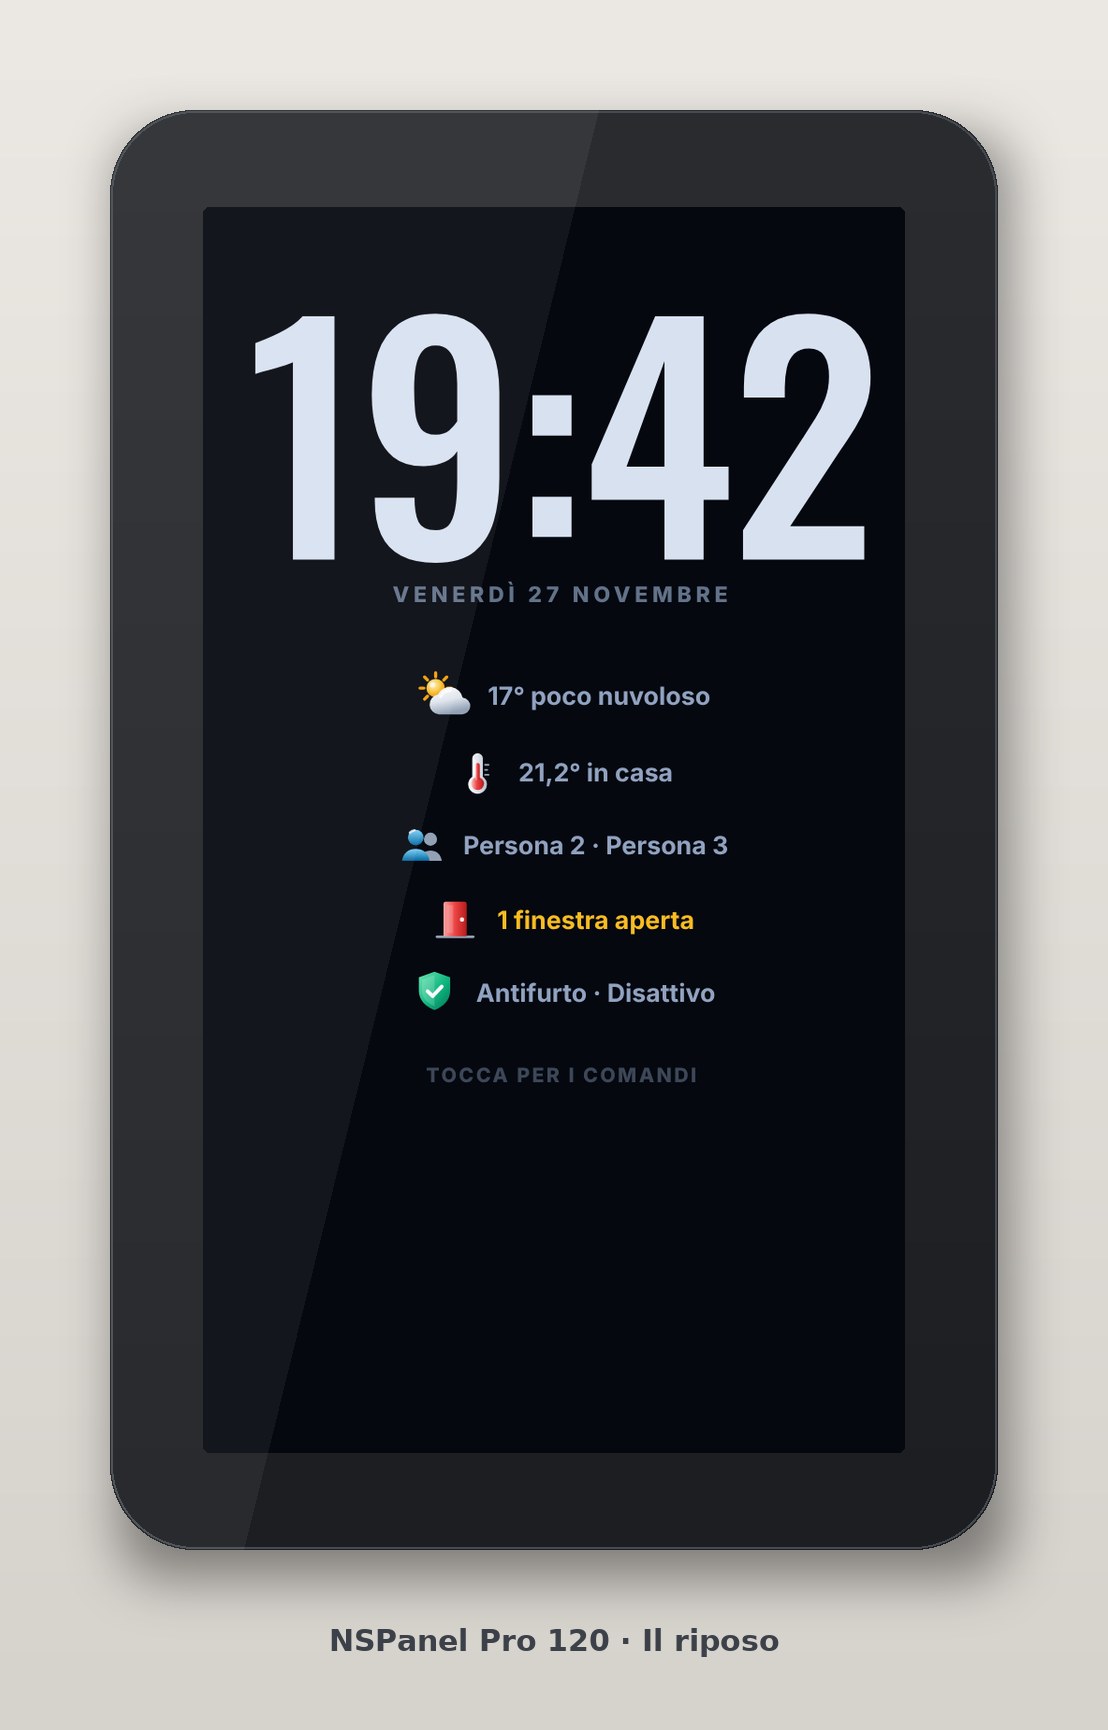 19:42
VENERDÌ 27 NOVEMBRE
17° poco nuvoloso
21,2° in casa
Persona 2 · Persona 3
1 finestra aperta
Antifurto · Disattivo
TOCCA PER I COMANDI
NSPanel Pro 120 · Il riposo